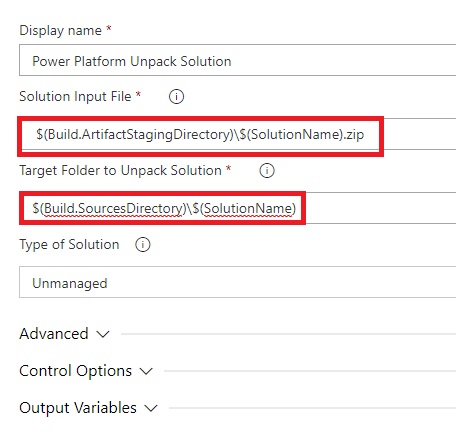 Display name *
Power Platform Unpack Solution
Solution Input File *
$(Build.ArtifactStagingDirectory)\$(SolutionName).zip
Target Folder to Unpack Solution *
$(Build.SourcesDirectory)\$(SolutionName)
Type of Solution
Unmanaged
Advanced
Control Options
Output Variables